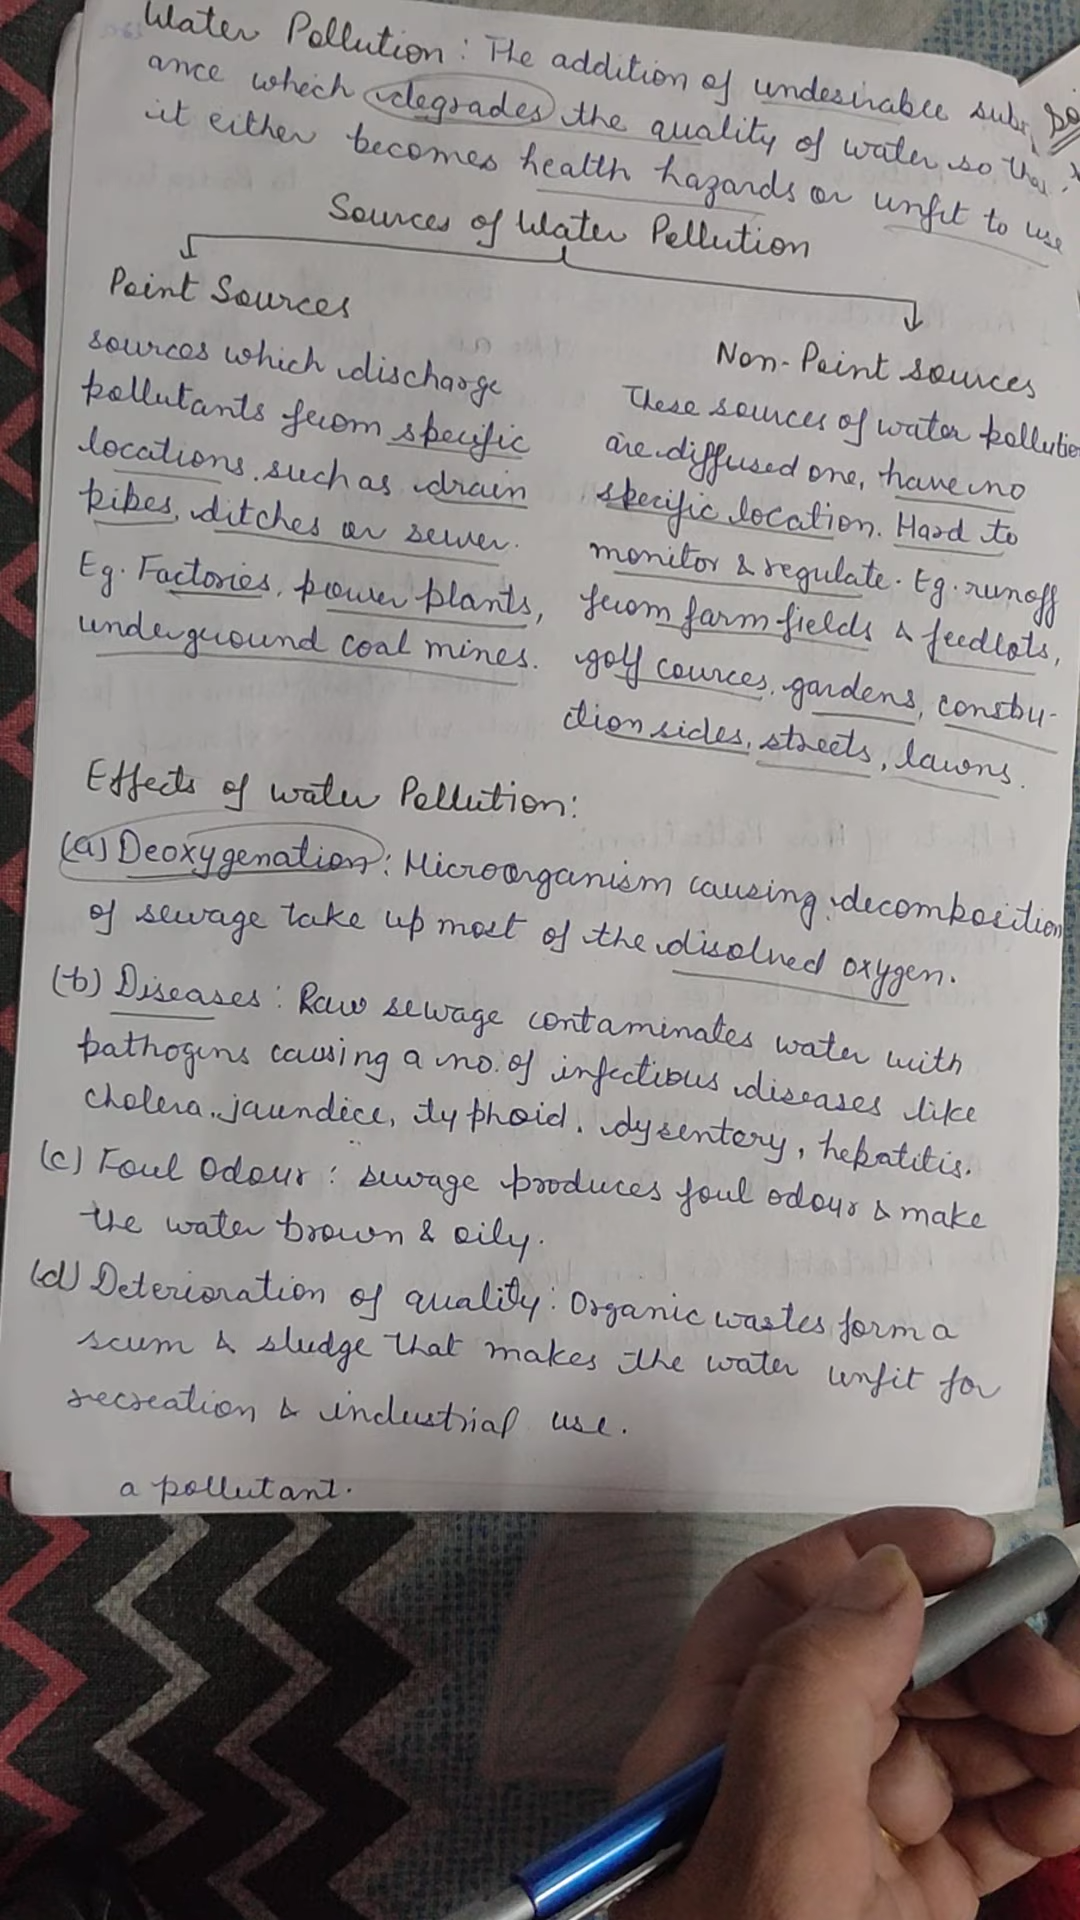 Water Pollution: The addition of undesirable subst
ance which degrades the quality of water so that
it either becomes health hazards or unfit to use
Sources of Water Pollution
Point Sources
sources which discharge
pollutants from specific
locations such as drain
pipes, ditches or sewer.
Eg. Factories, power plants,
underground coal mines.
Non-Point sources
These sources of water pollution
are diffused one, have no
specific location. Hard to
monitor & regulate. Eg. runoff
from farm fields & feedlots,
golf cources, gardens, constru-
ction sides, streets, lawns.
Effects of water Pollution:
(a) Deoxygenation: Microorganism causing decomposition
of sewage take up most of the disolved oxygen.
(b) Diseases: Raw sewage contaminates water with
pathogens causing a no. of infectious diseases like
cholera, jaundice, typhoid, dysentery, hepatitis.
(c) Foul Odour: sewage produces foul odour & make
the water brown & oily.
(d) Deterioration of quality: Organic wastes form a
scum & sludge that makes the water unfit for
recreation & industrial use.
a pollutant.